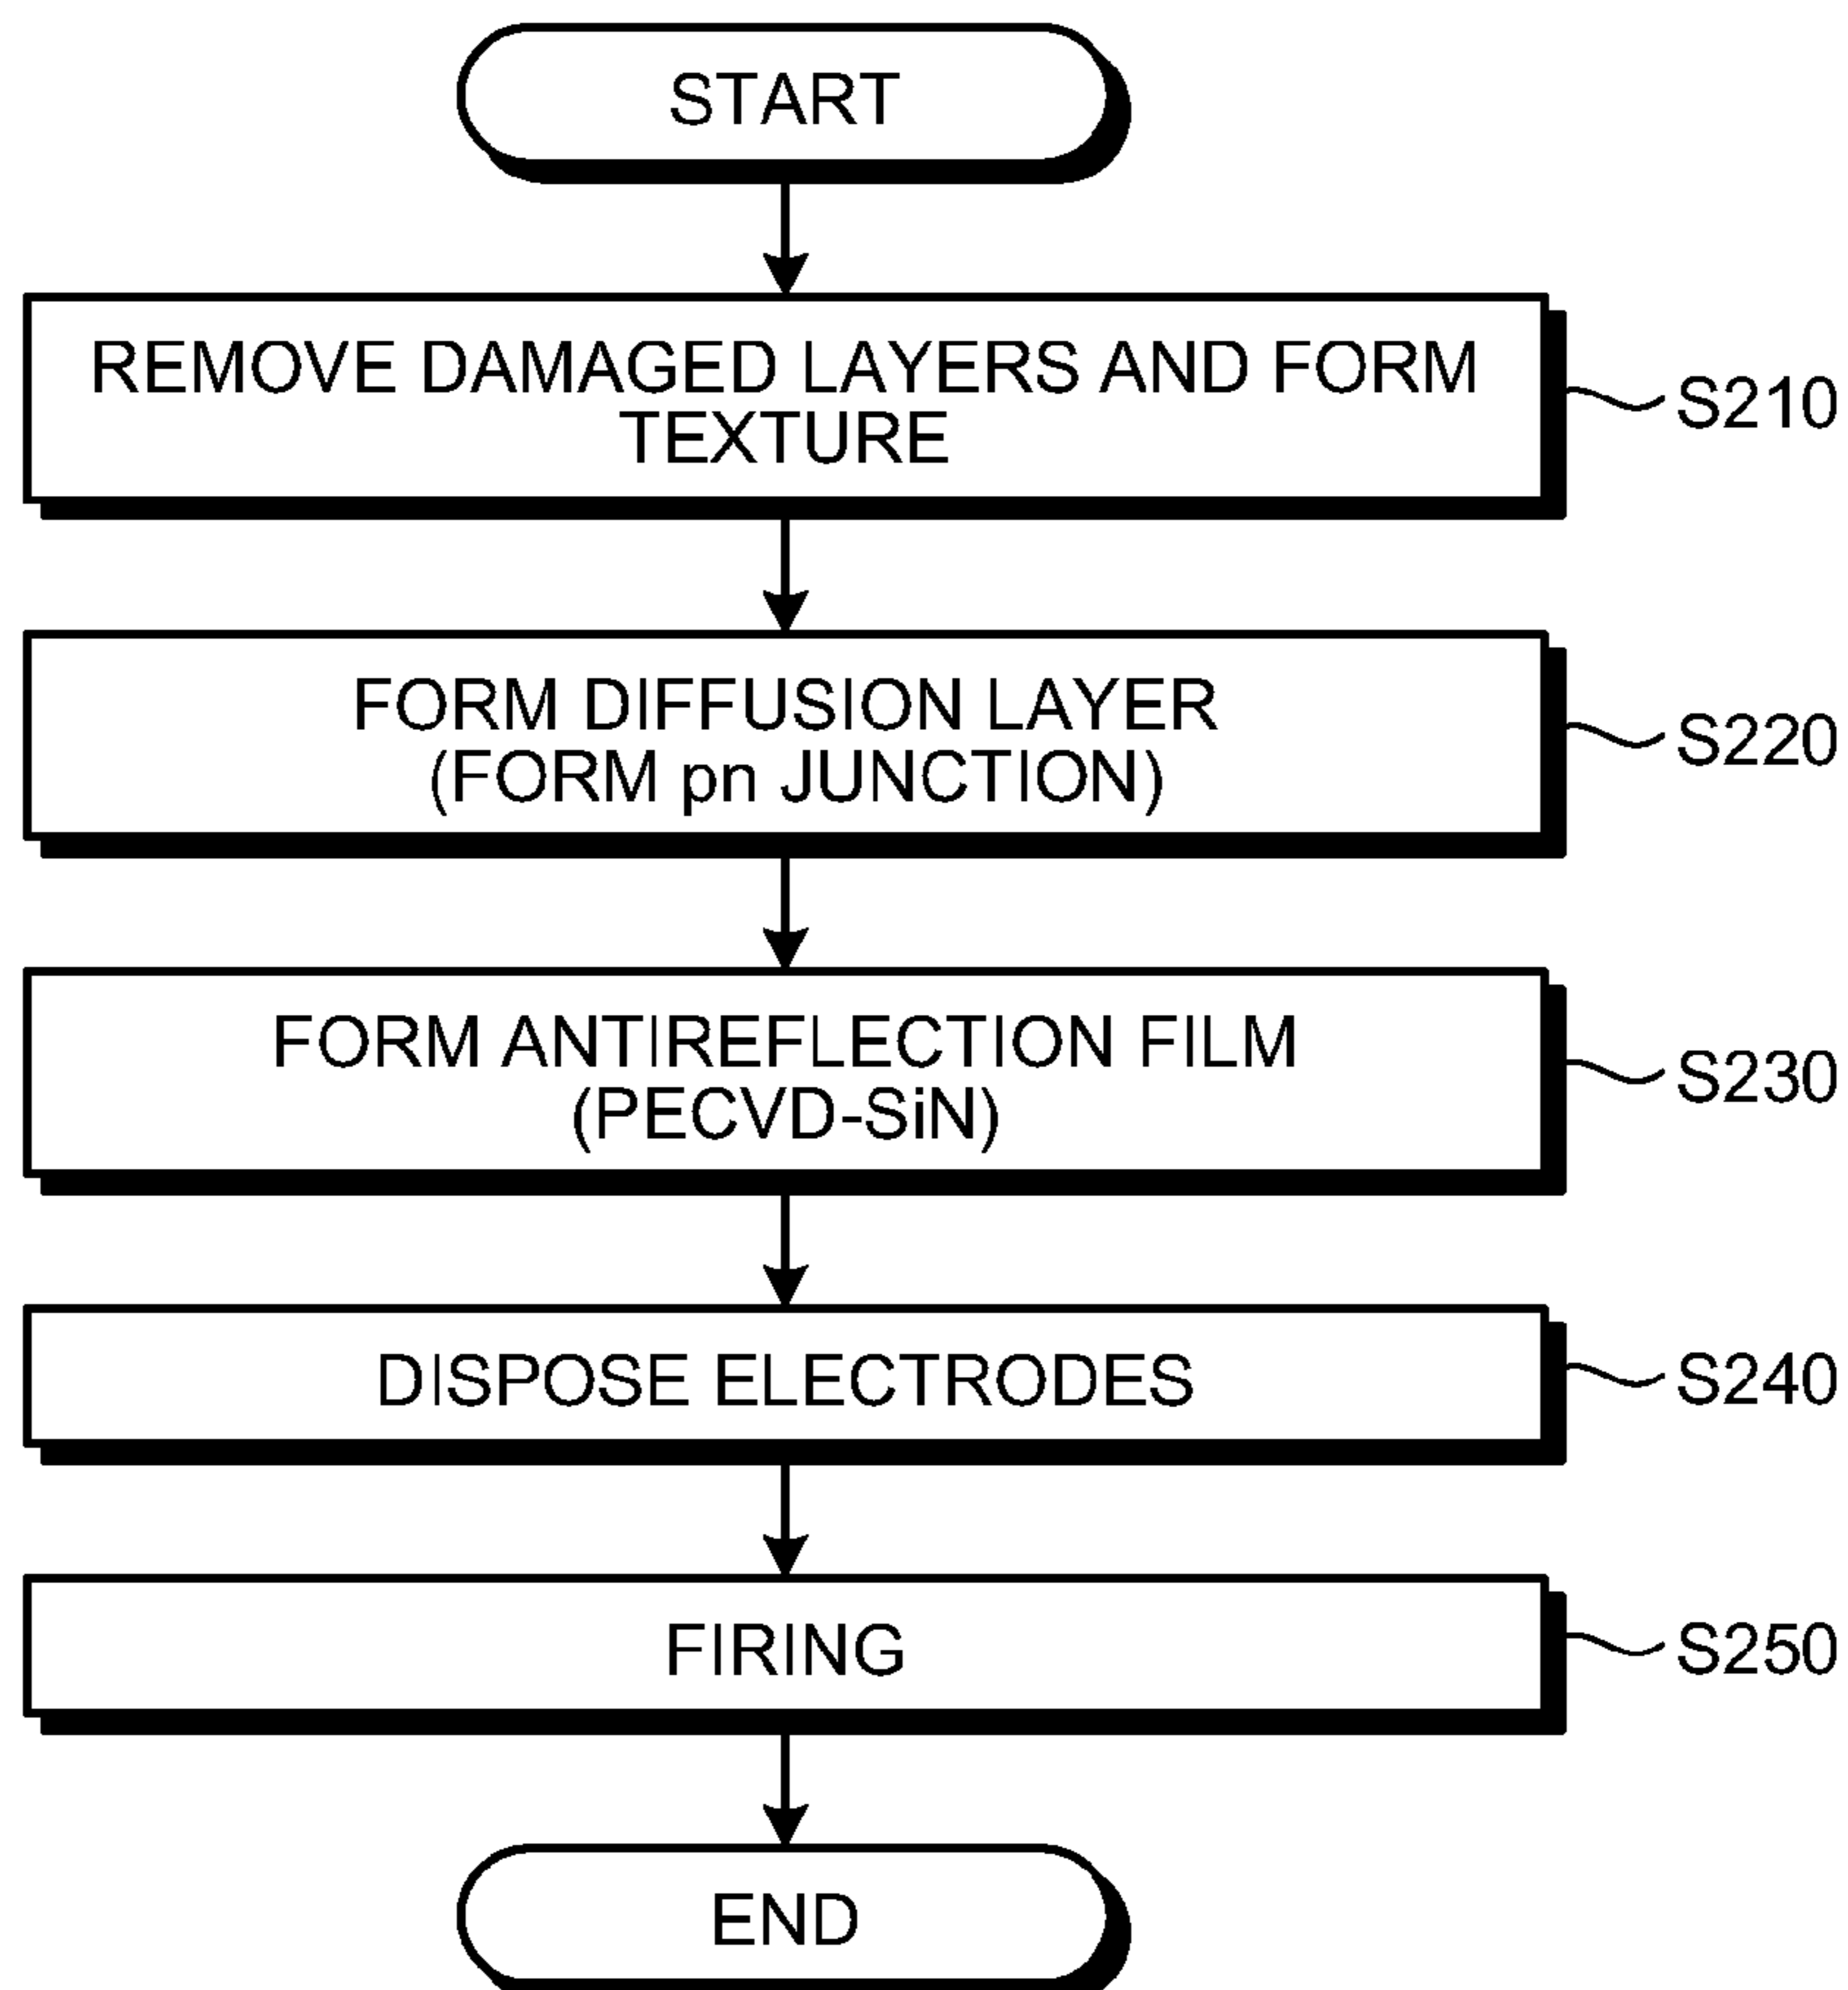 START
REMOVE DAMAGED LAYERS AND FORM
TEXTURE
S210
FORM DIFFUSION LAYER
(FORM pn JUNCTION)
S220
FORM ANTIREFLECTION FILM
(PECVD-SiN)
S230
DISPOSE ELECTRODES
S240
FIRING
S250
END